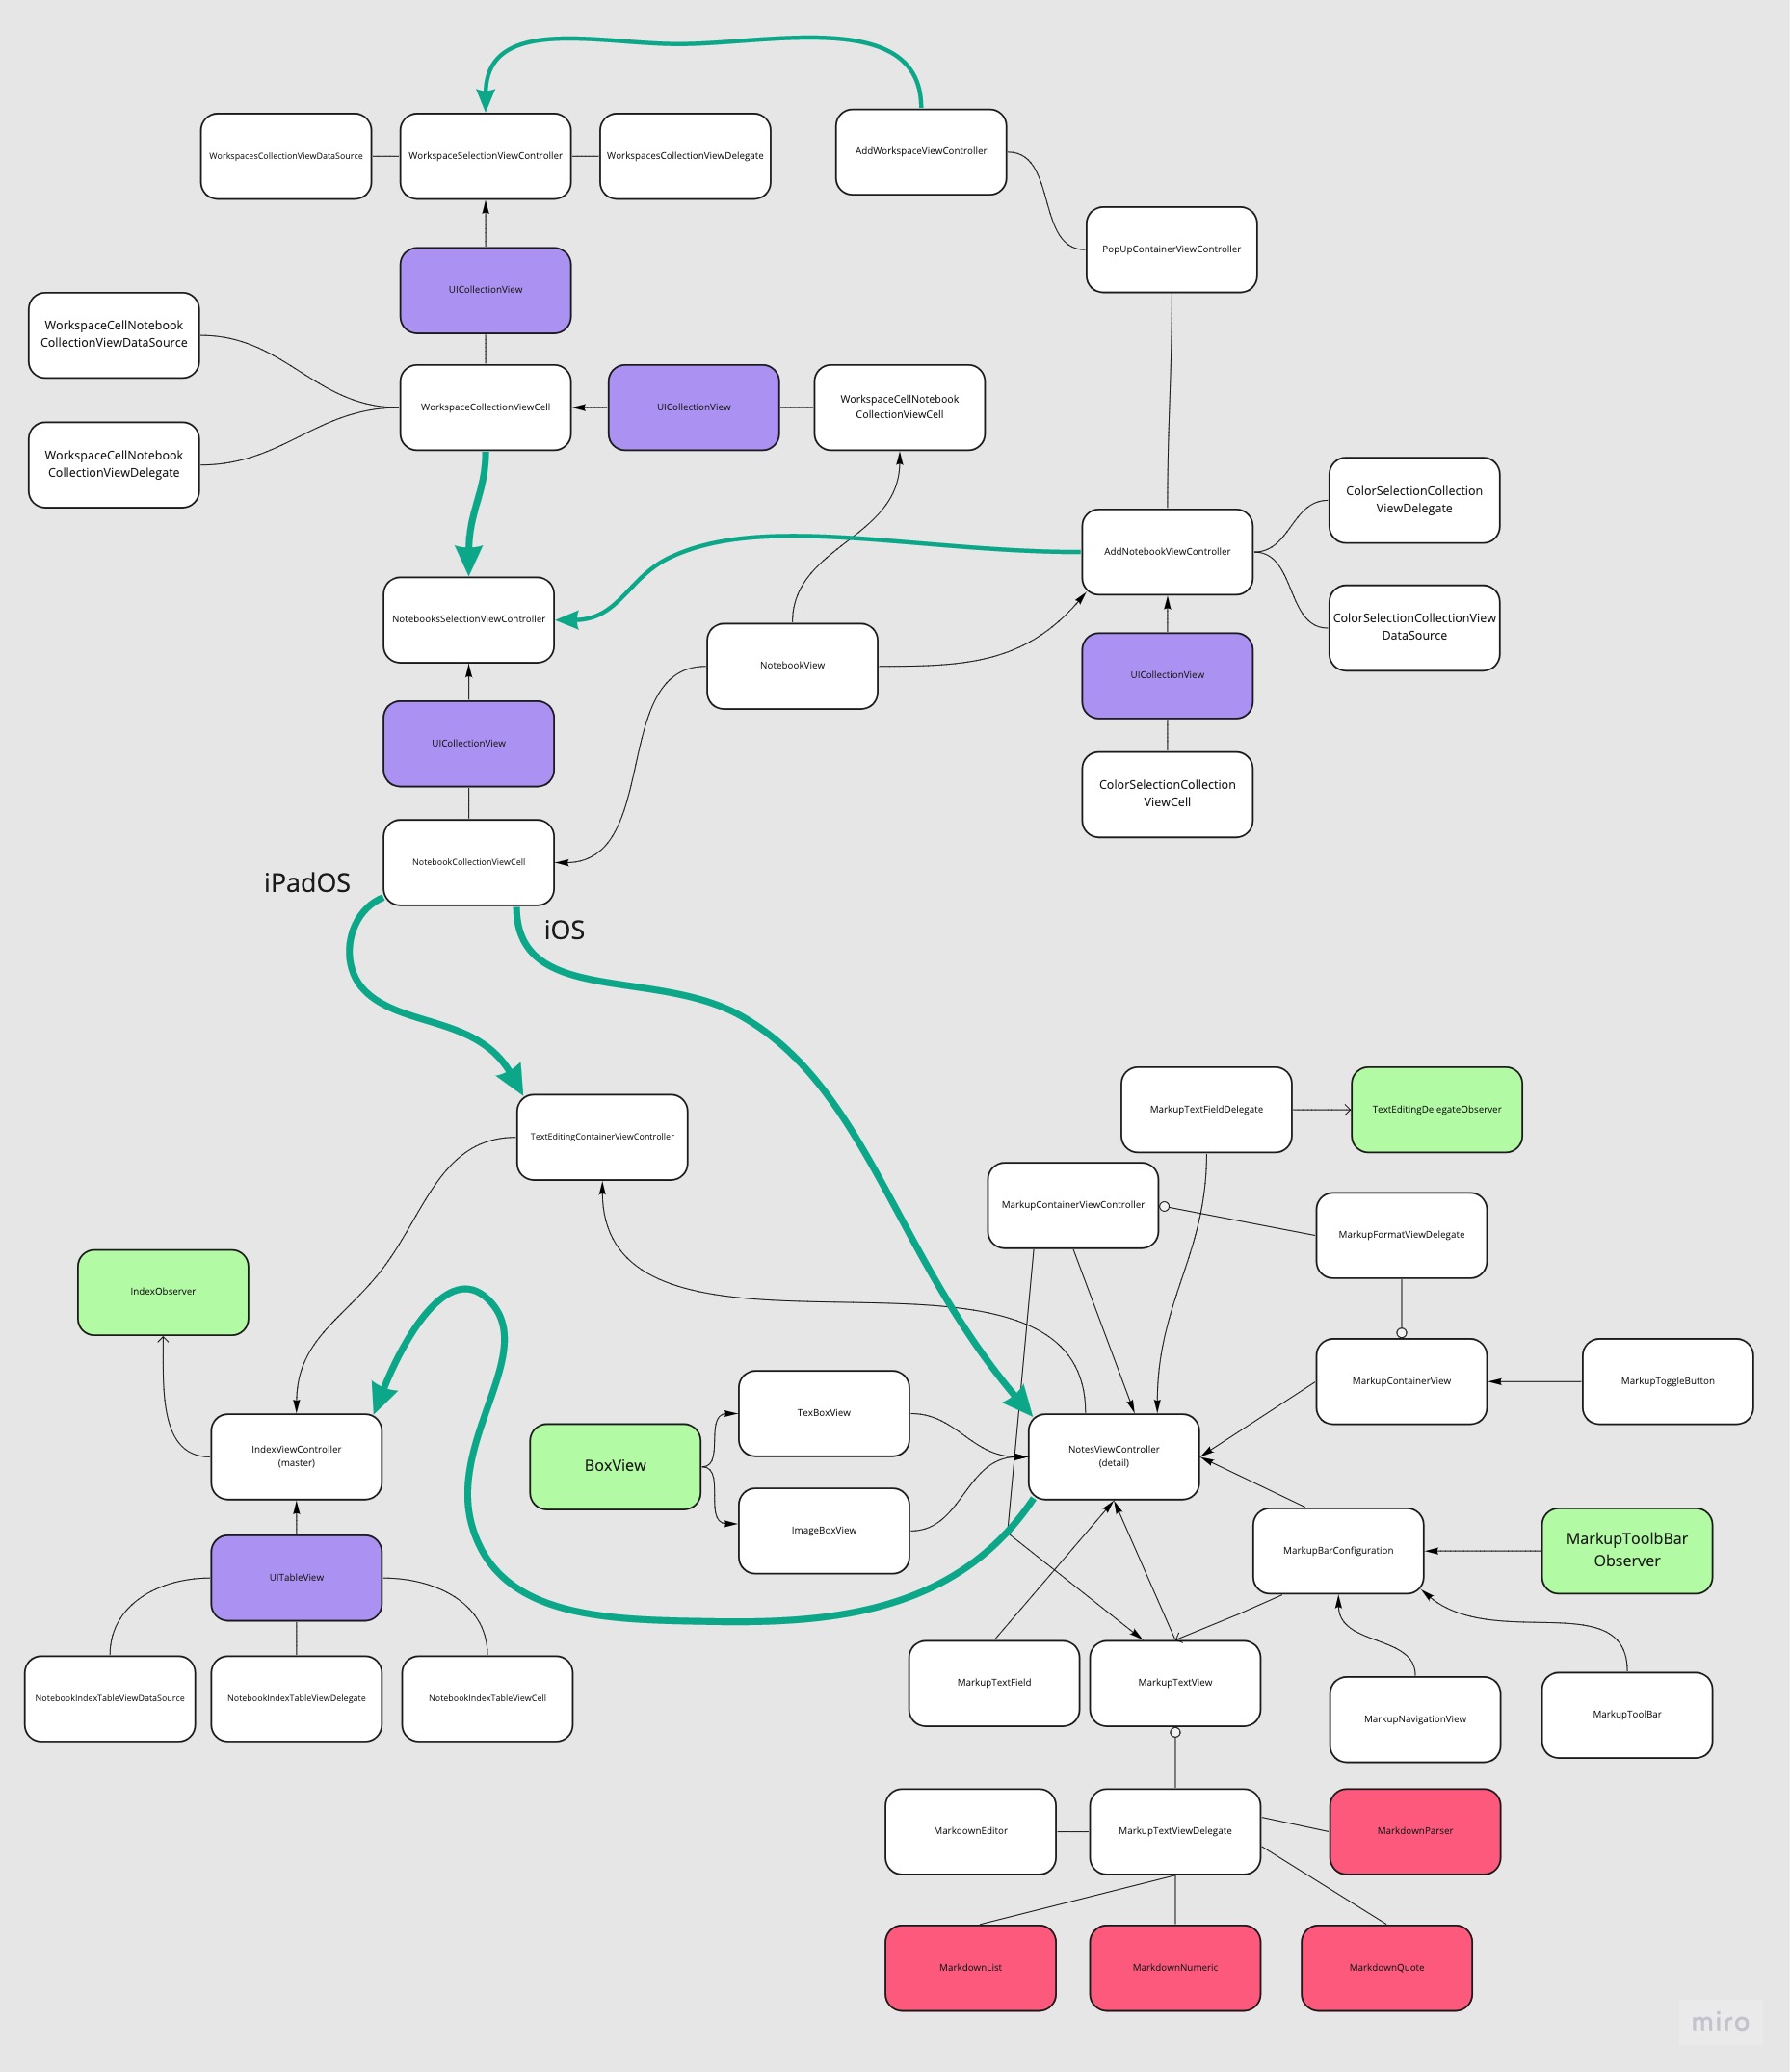 WorkspacesCollectionViewDataSource
WorkspaceSelectionViewController
WorkspacesCollectionViewDelegate
AddWorkspaceViewController
PopUpContainerViewController
UICollectionView
WorkspaceCellNotebook
CollectionViewDataSource
WorkspaceCollectionViewCell
UICollectionView
WorkspaceCellNotebook
CollectionViewCell
WorkspaceCellNotebook
CollectionViewDelegate
ColorSelectionCollection
ViewDelegate
AddNotebookViewController
NotebooksSelectionViewController
ColorSelectionCollectionView
DataSource
NotebookView
UICollectionView
UICollectionView
ColorSelectionCollection
ViewCell
NotebookCollectionViewCell
iPadOS
iOS
TextEditingContainerViewController
MarkupTextFieldDelegate
TextEditingDelegateObserver
MarkupContainerViewController
MarkupFormatViewDelegate
IndexObserver
MarkupContainerView
MarkupToggleButton
TexBoxView
IndexViewController
(master)
BoxView
NotesViewController
(detail)
ImageBoxView
MarkupBarConfiguration
MarkupToolbBar
Observer
UITableView
NotebookIndexTableViewDataSource
NotebookIndexTableViewDelegate
NotebookIndexTableViewCell
MarkupTextField
MarkupTextView
MarkupNavigationView
MarkupToolBar
MarkdownEditor
MarkupTextViewDelegate
MarkdownParser
MarkdownList
MarkdownNumeric
MarkdownQuote
miro